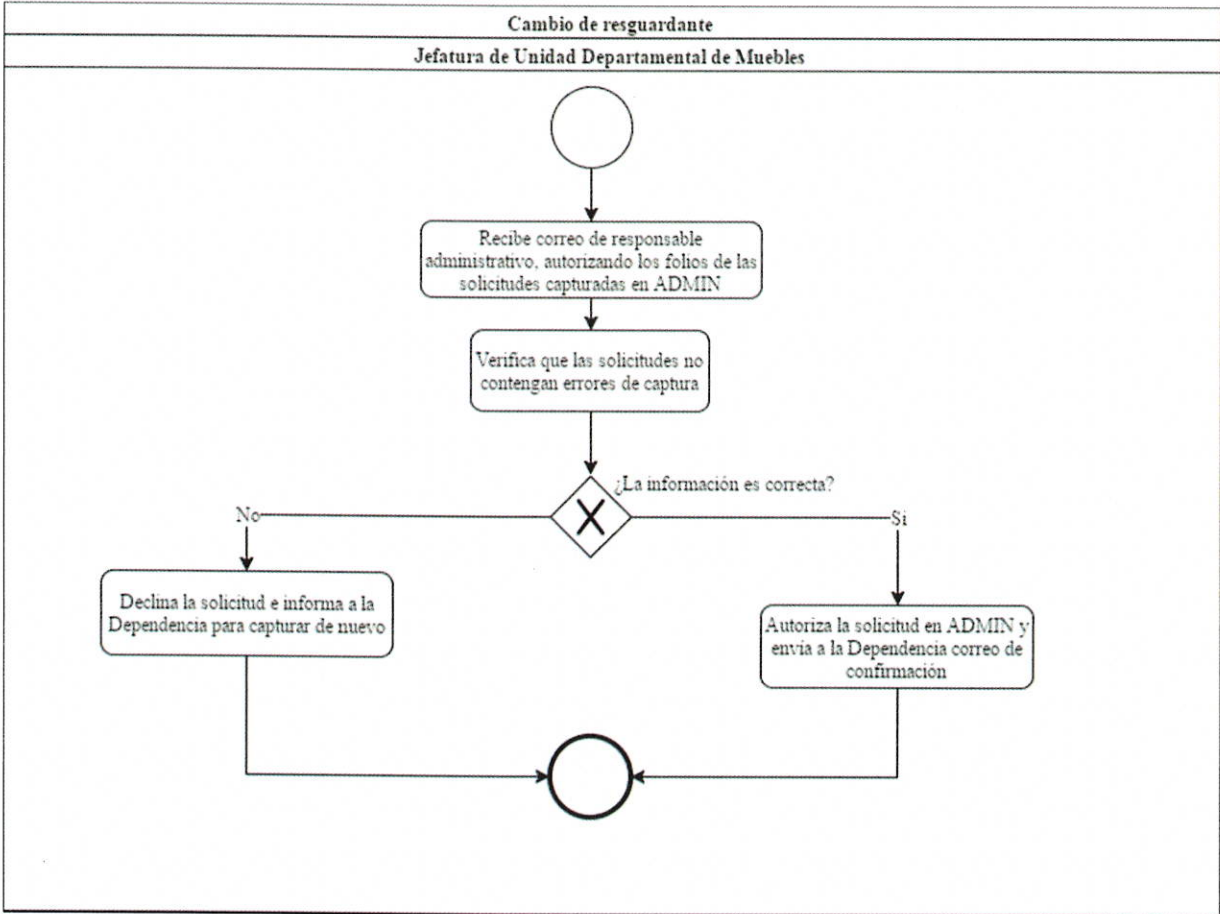 Cambio de resguardante
Jefatura de Unidad Departamental de Muebles
Recibe correo de responsable
administrativo, autorizando los folios de las
solicitudes capturadas en ADMIN
Verifica que las solicitudes no
contengan errores de captura
¿La información es correcta?
No
Si
Declina la solicitud e informa a la
Dependencia para capturar de nuevo
Autoriza la solicitud en ADMIN y
envia a la Dependencia correo de
confirmación